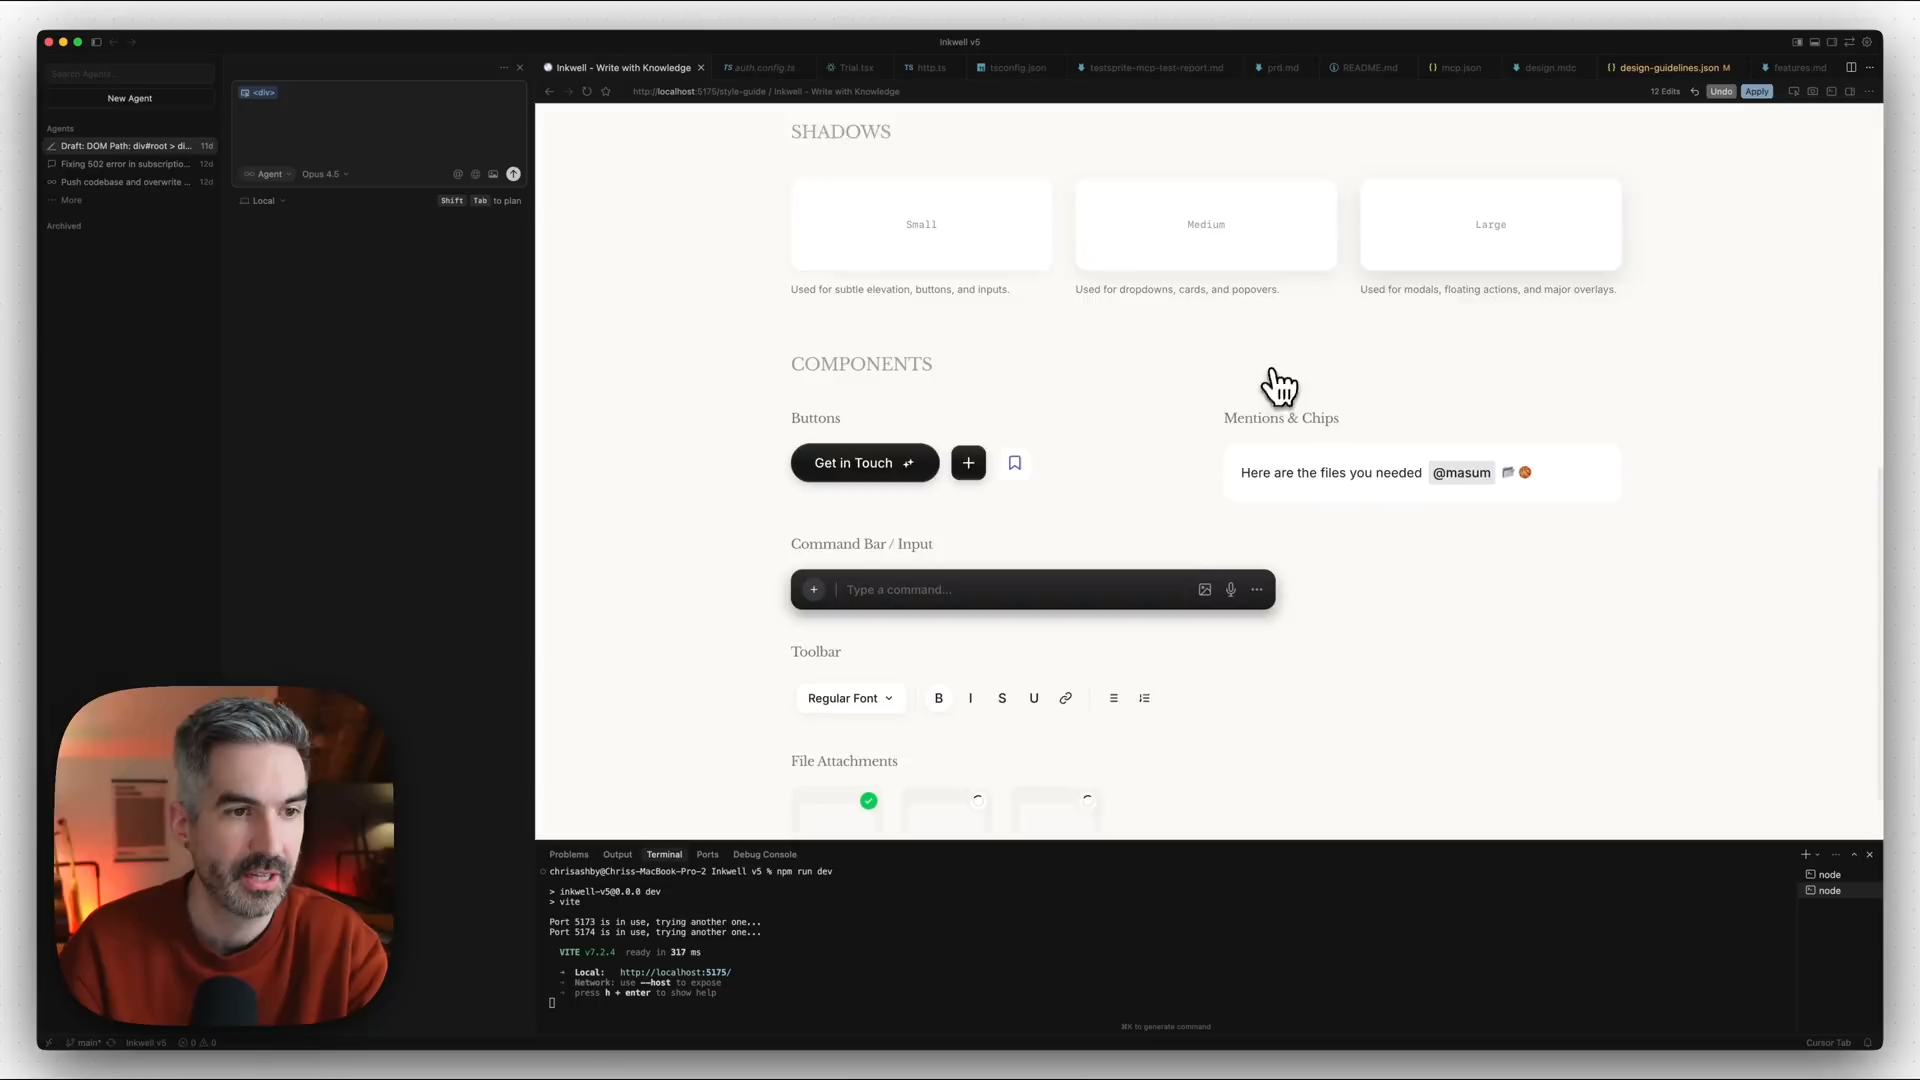 Inkwell v5
Search Agents...
New Agent
Agents
Draft: DOM Path: div#root > di... 11d
Fixing 502 error in subscriptio... 12d
Push codebase and overwrite ... 12d
More
Archived
<div>
Agent Opus 4.5
Local Shift Tab to plan
Inkwell - Write with Knowledge
auth.config.ts
Trial.tsx
TS http.ts
tsconfig.json
testsprite-mcp-test-report.md
prd.md
README.md
mcp.json
design.mdc
design-guidelines.json M
features.md
http://localhost:5175/style-guide / Inkwell - Write with Knowledge
12 Edits Undo Apply
SHADOWS
Small Medium Large
Used for subtle elevation, buttons, and inputs. Used for dropdowns, cards, and popovers. Used for modals, floating actions, and major overlays.
COMPONENTS
Buttons Mentions & Chips
Get in Touch
Here are the files you needed @masum
Command Bar / Input
Type a command...
Toolbar
Regular Font B I S U
File Attachments
Problems Output Terminal Ports Debug Console
chrisashby@Chriss-MacBook-Pro-2 Inkwell v5 % npm run dev
> inkwell-v5@0.0.0 dev
> vite
Port 5173 is in use, trying another one...
Port 5174 is in use, trying another one...
VITE v7.2.4 ready in 317 ms
➜ Local: http://localhost:5175/
➜ Network: use --host to expose
➜ press h + enter to show help
node
node
⌘K to generate command
main* Inkwell v5 0 0 Cursor Tab